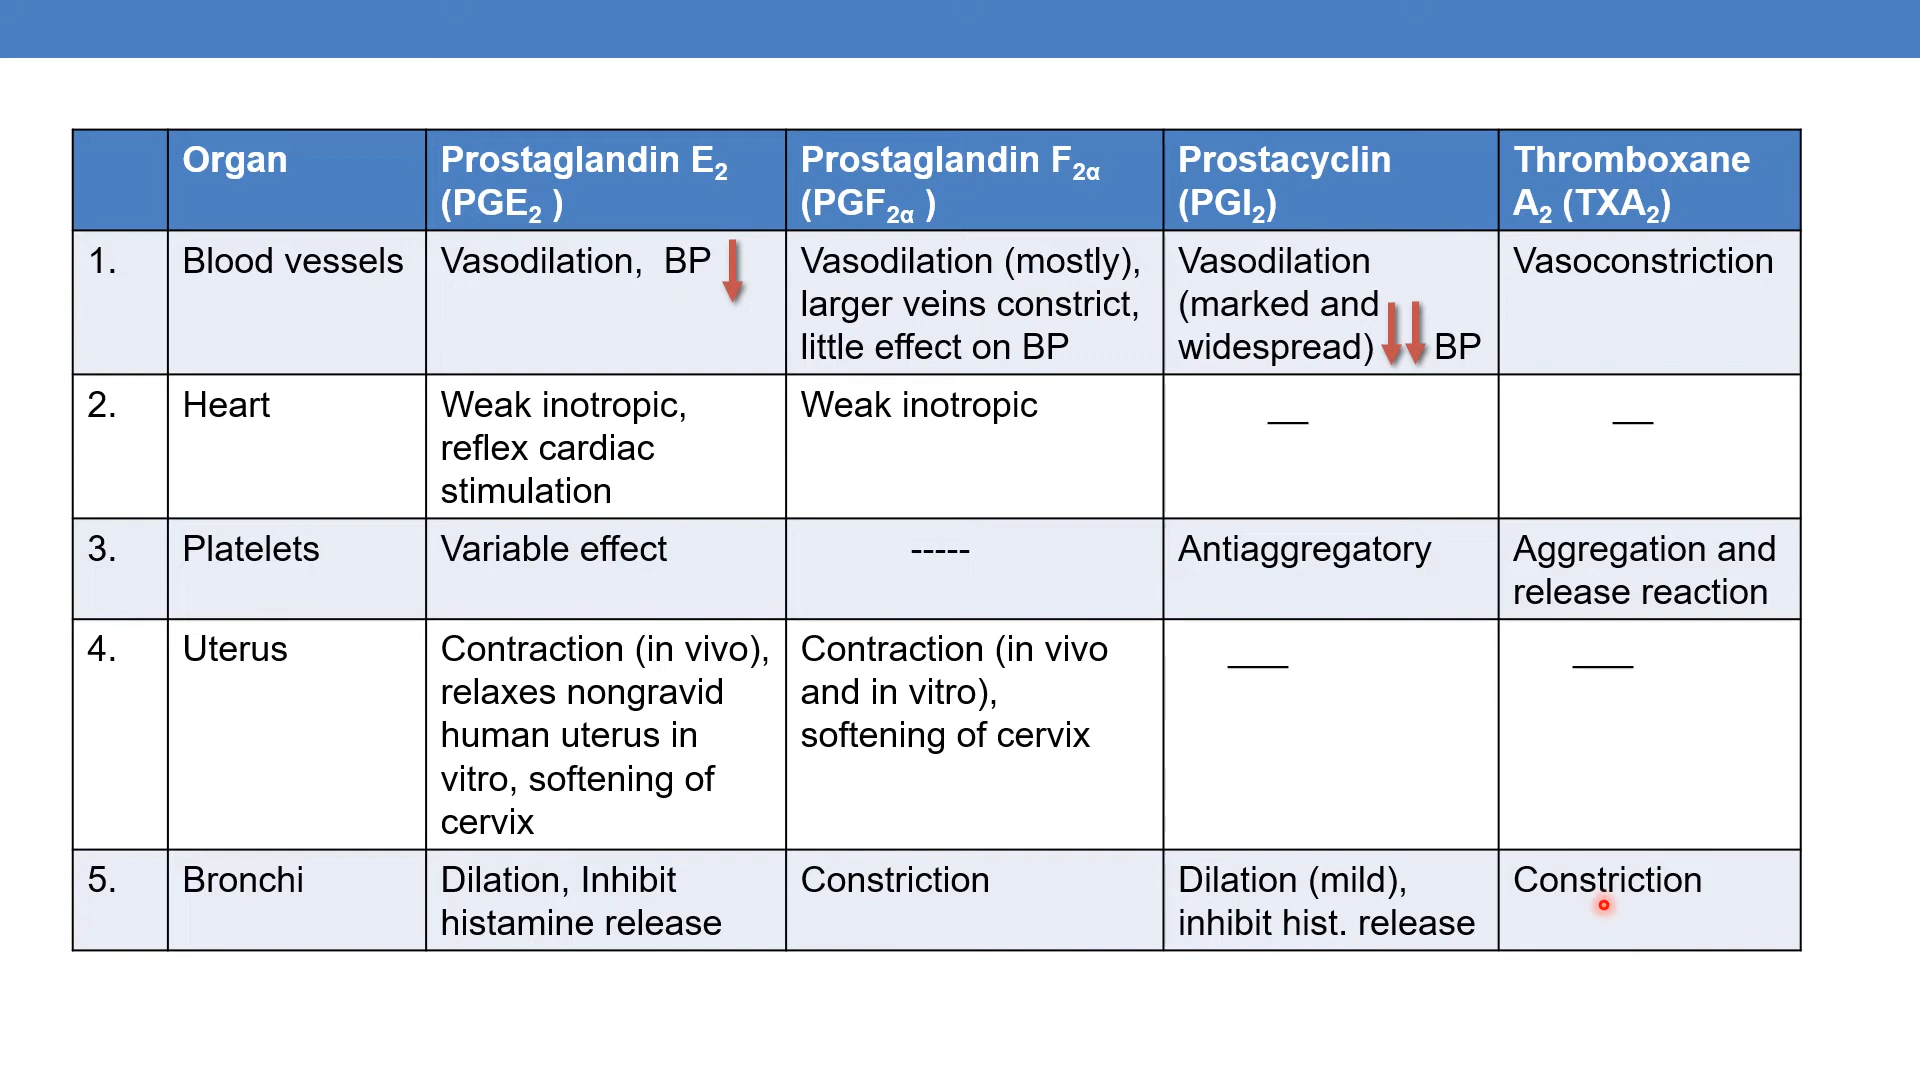 Organ
Prostaglandin E₂
(PGE₂ )
Prostaglandin F₂α
(PGF₂α )
Prostacyclin
(PGI₂)
Thromboxane
A₂ (TXA₂)
1.
Blood vessels
Vasodilation, BP
Vasodilation (mostly),
larger veins constrict,
little effect on BP
Vasodilation
(marked and
widespread) BP
Vasoconstriction
2.
Heart
Weak inotropic,
reflex cardiac
stimulation
Weak inotropic
__
__
3.
Platelets
Variable effect
-----
Antiaggregatory
Aggregation and
release reaction
4.
Uterus
Contraction (in vivo),
relaxes nongravid
human uterus in
vitro, softening of
cervix
Contraction (in vivo
and in vitro),
softening of cervix
___
___
5.
Bronchi
Dilation, Inhibit
histamine release
Constriction
Dilation (mild),
inhibit hist. release
Constriction